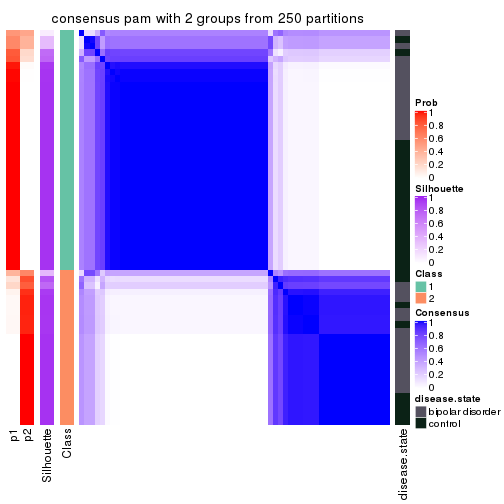 consensus pam with 2 groups from 250 partitions
Prob
1
0.8
0.6
0.4
0.2
0
Silhouette
1
0.8
0.6
0.4
0.2
0
Class
1
2
Consensus
1
0.8
0.6
0.4
0.2
0
disease.state
bipolar disorder
control
p1
p2
Silhouette
Class
disease.state